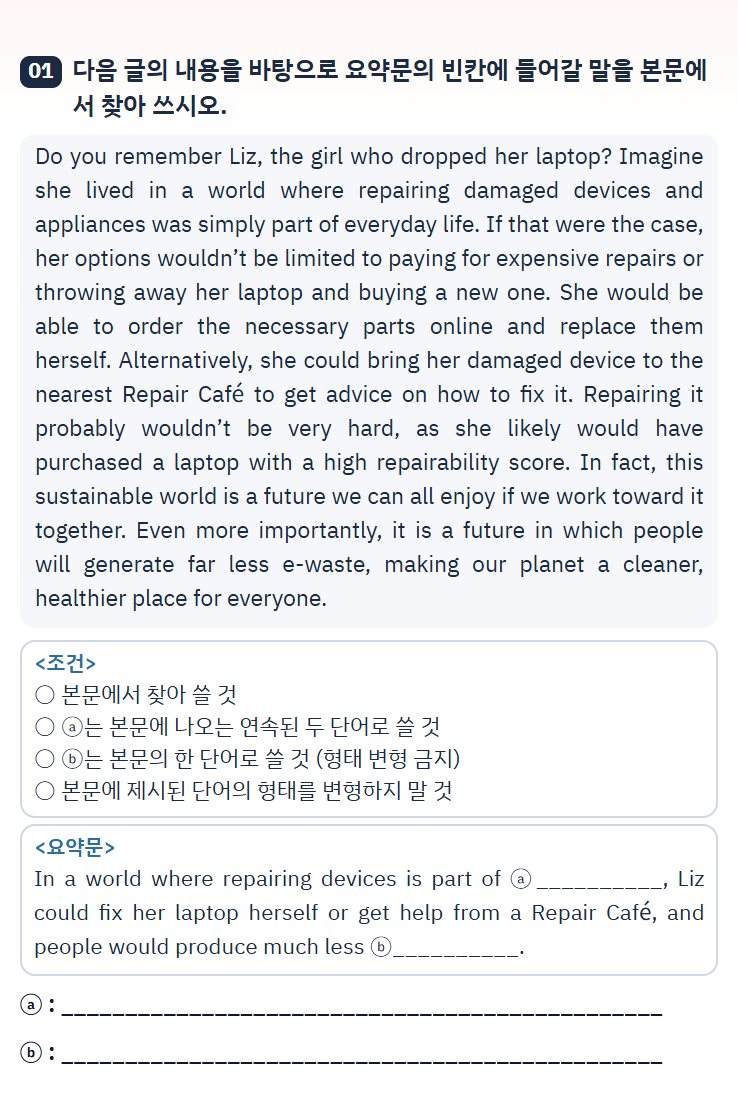 01 다음 글의 내용을 바탕으로 요약문의 빈칸에 들어갈 말을 본문에
서 찾아 쓰시오.
Do you remember Liz, the girl who dropped her laptop? Imagine
she lived in a world where repairing damaged devices and
appliances was simply part of everyday life. If that were the case,
her options wouldn’t be limited to paying for expensive repairs or
throwing away her laptop and buying a new one. She would be
able to order the necessary parts online and replace them
herself. Alternatively, she could bring her damaged device to the
nearest Repair Café to get advice on how to fix it. Repairing it
probably wouldn’t be very hard, as she likely would have
purchased a laptop with a high repairability score. In fact, this
sustainable world is a future we can all enjoy if we work toward it
together. Even more importantly, it is a future in which people
will generate far less e-waste, making our planet a cleaner,
healthier place for everyone.
<조건>
○ 본문에서 찾아 쓸 것
○ ⓐ는 본문에 나오는 연속된 두 단어로 쓸 것
○ ⓑ는 본문의 한 단어로 쓸 것 (형태 변형 금지)
○ 본문에 제시된 단어의 형태를 변형하지 말 것
<요약문>
In a world where repairing devices is part of ⓐ__________, Liz
could fix her laptop herself or get help from a Repair Café, and
people would produce much less ⓑ__________.
ⓐ : ______________________________________________
ⓑ : ______________________________________________